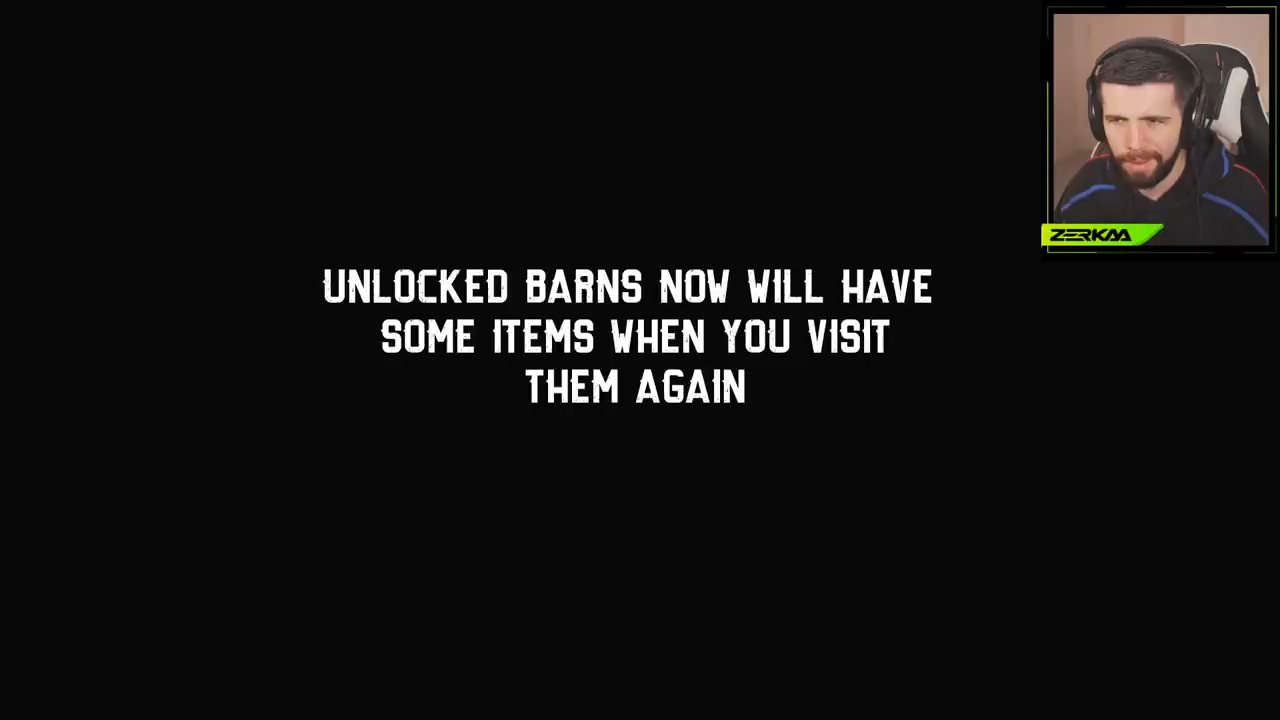 ZERKAA
UNLOCKED BARNS NOW WILL HAVE
SOME ITEMS WHEN YOU VISIT
THEM AGAIN